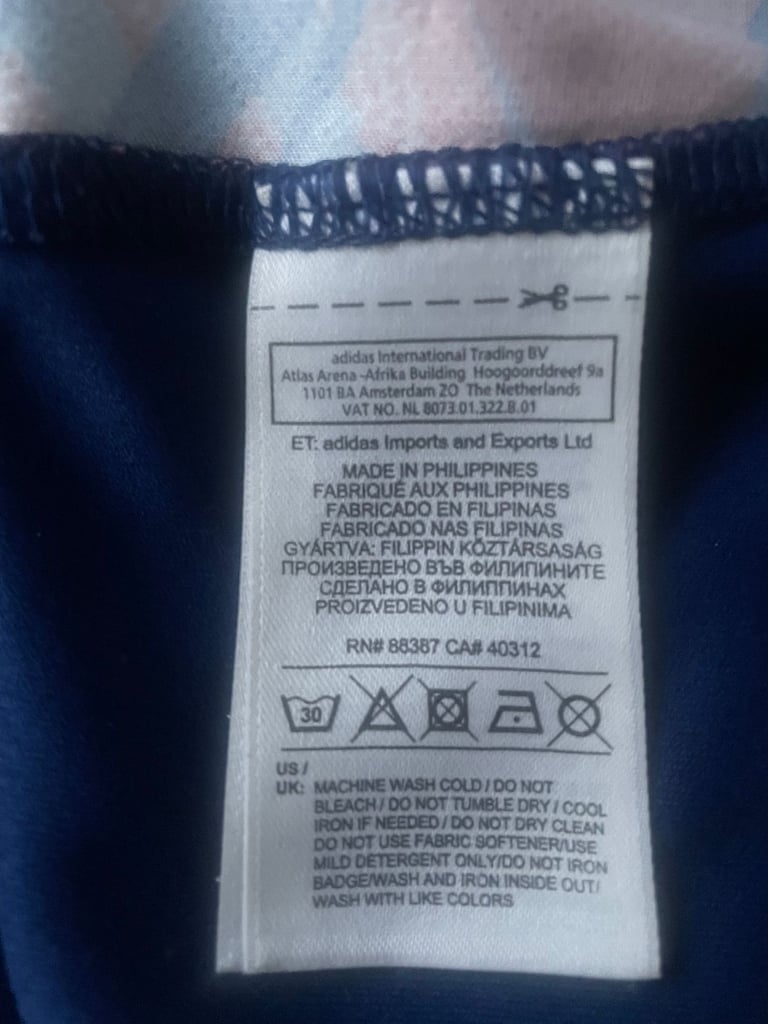 adidas International Trading BV
Atlas Arena -Afrika Building Hoogoorddreef 9a
1101 BA Amsterdam ZO The Netherlands
VAT NO. NL 8073.01.322.B.01
ET: adidas Imports and Exports Ltd
MADE IN PHILIPPINES
FABRIQUÉ AUX PHILIPPINES
FABRICADO EN FILIPINAS
FABRICADO NAS FILIPINAS
GYÁRTVA: FILIPPIN KÖZTÁRSASÁG
ПРОИЗВЕДЕНО ВЪВ ФИЛИПИНИТЕ
СДЕЛАНО В ФИЛИППИНАХ
PROIZVEDENO U FILIPINIMA
RN# 88387 CA# 40312
30
US /
UK: MACHINE WASH COLD / DO NOT
BLEACH / DO NOT TUMBLE DRY / COOL
IRON IF NEEDED / DO NOT DRY CLEAN
DO NOT USE FABRIC SOFTENER/USE
MILD DETERGENT ONLY/DO NOT IRON
BADGE/WASH AND IRON INSIDE OUT/
WASH WITH LIKE COLORS